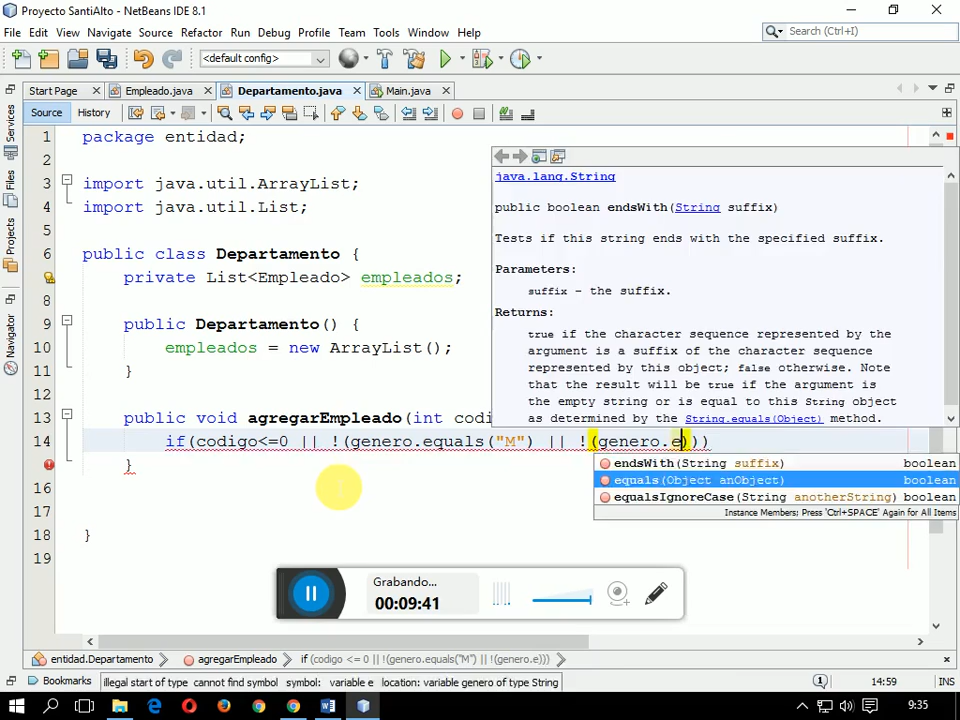 Proyecto SantiAlto - NetBeans IDE 8.1
File Edit View Navigate Source Refactor Run Debug Profile Team Tools Window Help
Search (Ctrl+I)
<default config>
Start Page Empleado.java Departamento.java Main.java
Source History
Services
Files
Projects
Navigator
1 package entidad;
2
3 import java.util.ArrayList;
4 import java.util.List;
5
6 public class Departamento {
private List<Empleado> empleados;
8
9 public Departamento() {
10 empleados = new ArrayList();
11 }
12
13 public void agregarEmpleado(int codi
14 if(codigo<=0 || !(genero.equals("M") || !(genero.e)))
}
16
17
18 }
19
java.lang.String
public boolean endsWith(String suffix)
Tests if this string ends with the specified suffix.
Parameters:
suffix - the suffix.
Returns:
true if the character sequence represented by the
argument is a suffix of the character sequence
represented by this object; false otherwise. Note
that the result will be true if the argument is
the empty string or is equal to this String object
as determined by the String.equals(Object) method.
endsWith(String suffix) boolean
equals(Object anObject) boolean
equalsIgnoreCase(String anotherString) boolean
Instance Members; Press 'Ctrl+SPACE' Again for All Items
Grabando...
00:09:41
entidad.Departamento agregarEmpleado if (codigo <= 0 || !(genero.equals("M") || !(genero.e)))
Bookmarks illegal start of type cannot find symbol symbol: variable e location: variable genero of type String 1 14:59 INS
9:35